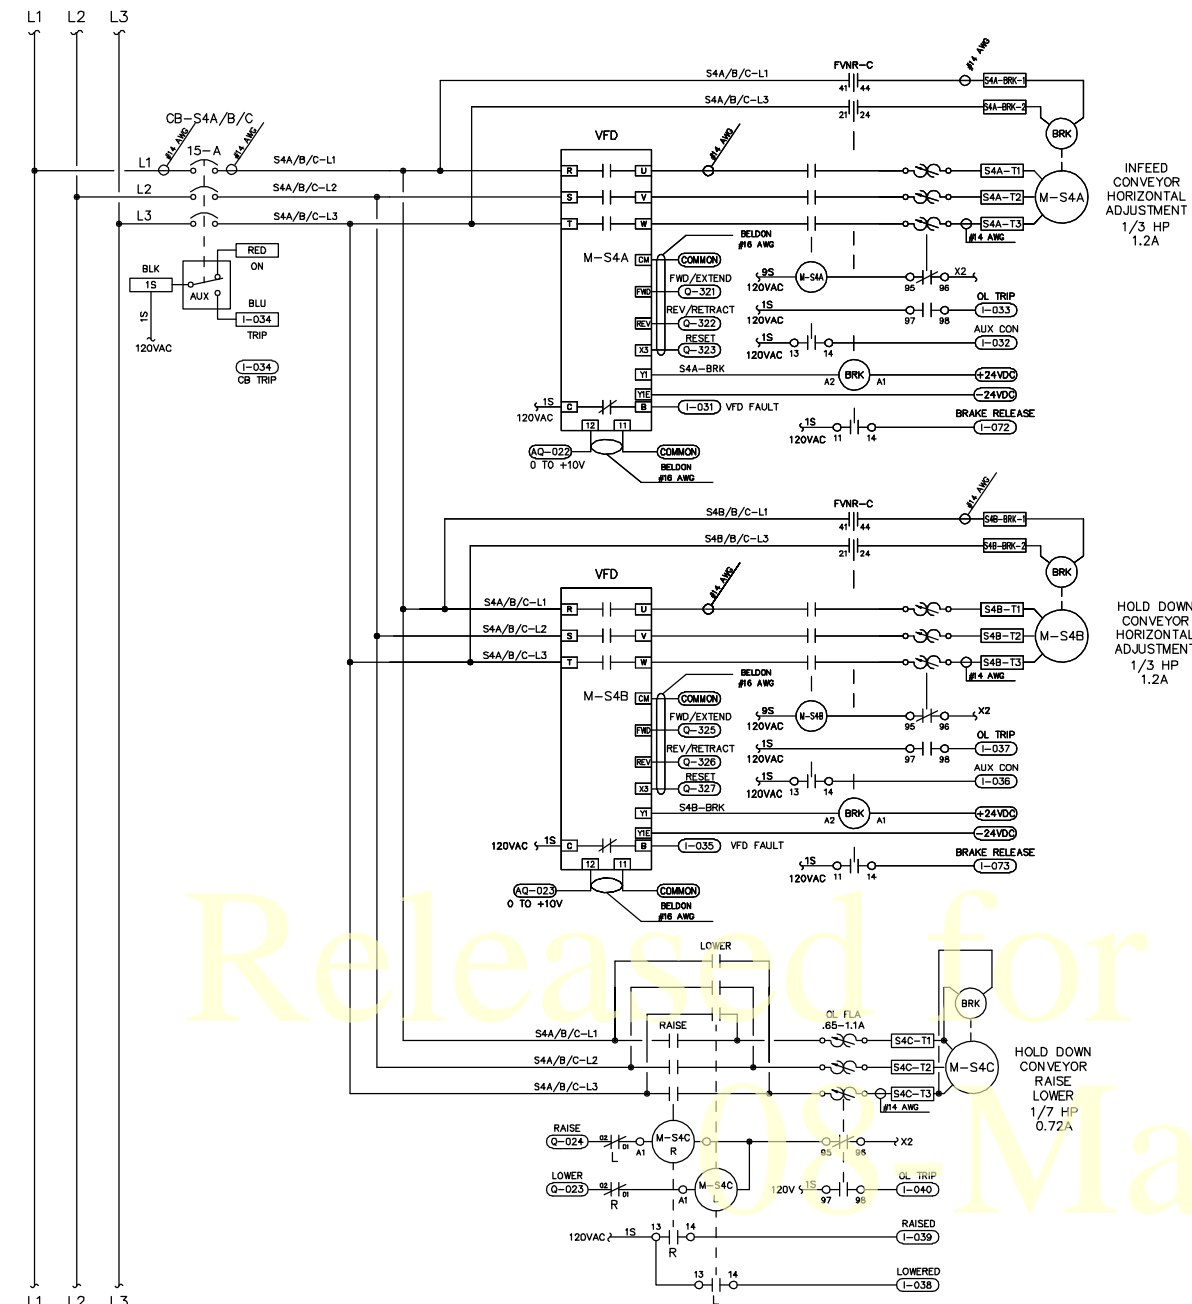 L1 L2 L3
CB-S4A/B/C
#14 AWG #14 AWG
15-A
L1 S4A/B/C-L1
L2 S4A/B/C-L2
L3 S4A/B/C-L3
RED
ON
BLK
1S
AUX
BLU
I-034
TRIP
1S
120VAC
I-034
CB TRIP
S4A/B/C-L1
S4A/B/C-L3
FVNR-C
41 44
21 24
#14 AWG
S4A-BRK-1
S4A-BRK-2
BRK
VFD
R U
S V
T W
#14 AWG
S4A-T1
S4A-T2
S4A-T3
#14 AWG
M-S4A
INFEED
CONVEYOR
HORIZONTAL
ADJUSTMENT
1/3 HP
1.2A
M-S4A
BELDON
#16 AWG
CM COMMON
FWD/EXTEND
FWD Q-321
REV/RETRACT
REV Q-322
RESET
X3 Q-323
9S
120VAC
M-S4A
95 96
X2
1S
120VAC
97 98
OL TRIP
I-033
1S
120VAC
13 14
AUX CON
I-032
Y1 S4A-BRK
A2 BRK A1
+24VDC
Y1E
-24VDC
1S
120VAC
C B
I-031 VFD FAULT
1S
120VAC
11 14
BRAKE RELEASE
I-072
12 11
AQ-022
0 TO +10V
COMMON
BELDON
#16 AWG
S4B/B/C-L1
S4B/B/C-L3
FVNR-C
41 44
21 24
#14 AWG
S4B-BRK-1
S4B-BRK-2
BRK
VFD
S4A/B/C-L1
S4A/B/C-L2
S4A/B/C-L3
R U
S V
T W
#14 AWG
S4B-T1
S4B-T2
S4B-T3
#14 AWG
M-S4B
HOLD DOWN
CONVEYOR
HORIZONTAL
ADJUSTMENT
1/3 HP
1.2A
M-S4B
BELDON
#16 AWG
CM COMMON
FWD/EXTEND
FWD Q-325
REV/RETRACT
REV Q-326
RESET
X3 Q-327
9S
120VAC
M-S4B
95 96
X2
1S
120VAC
97 98
OL TRIP
I-037
1S
120VAC
13 14
AUX CON
I-036
Y1 S4B-BRK
A2 BRK A1
+24VDC
Y1E
-24VDC
120VAC 1S
C B
I-035 VFD FAULT
1S
120VAC
11 14
BRAKE RELEASE
I-073
12 11
AQ-023
0 TO +10V
COMMON
BELDON
#16 AWG
Released for
08-Ma
LOWER
RAISE
S4A/B/C-L1
S4A/B/C-L2
S4A/B/C-L3
OL FLA
.65-1.1A
BRK
S4C-T1
S4C-T2
S4C-T3
#14 AWG
M-S4C
HOLD DOWN
CONVEYOR
RAISE
LOWER
1/7 HP
0.72A
RAISE
Q-024
02 01
L
A1
M-S4C
R
95 96
X2
LOWER
Q-023
02 01
R
A1
M-S4C
L
120V 1S
97 98
OL TRIP
I-040
120VAC 1S
13 14
R
RAISED
I-039
13 14
L
LOWERED
I-038
L1 L2 L3